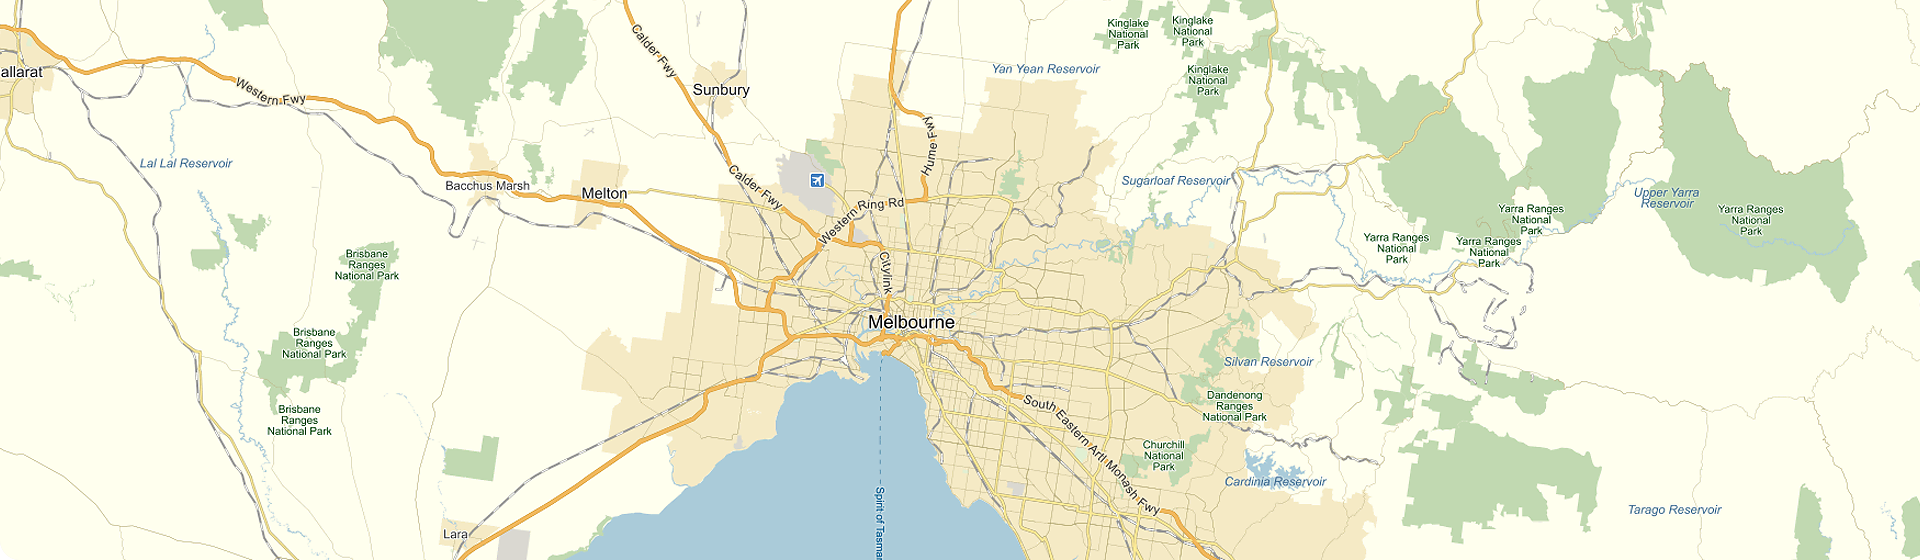 Kinglake
National
Park
Kinglake
National
Park
Calder Fwy
Yan Yean Reservoir
Kinglake
National
Park
allarat
Western Fwy
Sunbury
Hume Fwy
Lal Lal Reservoir
Bacchus Marsh
Melton
Calder Fwy
Sugarloaf Reservoir
Upper Yarra
Reservoir
Western Ring Rd
Yarra Ranges
National
Park
Yarra Ranges
National
Park
Yarra Ranges
National
Park
Yarra Ranges
National
Park
Brisbane
Ranges
National Park
Citylink
Melbourne
Brisbane
Ranges
National Park
Silvan Reservoir
Brisbane
Ranges
National Park
South Eastern Artl Monash Fwy
Dandenong
Ranges
National Park
Churchill
National
Park
Cardinia Reservoir
Spirit of Tasman
Tarago Reservoir
Lara